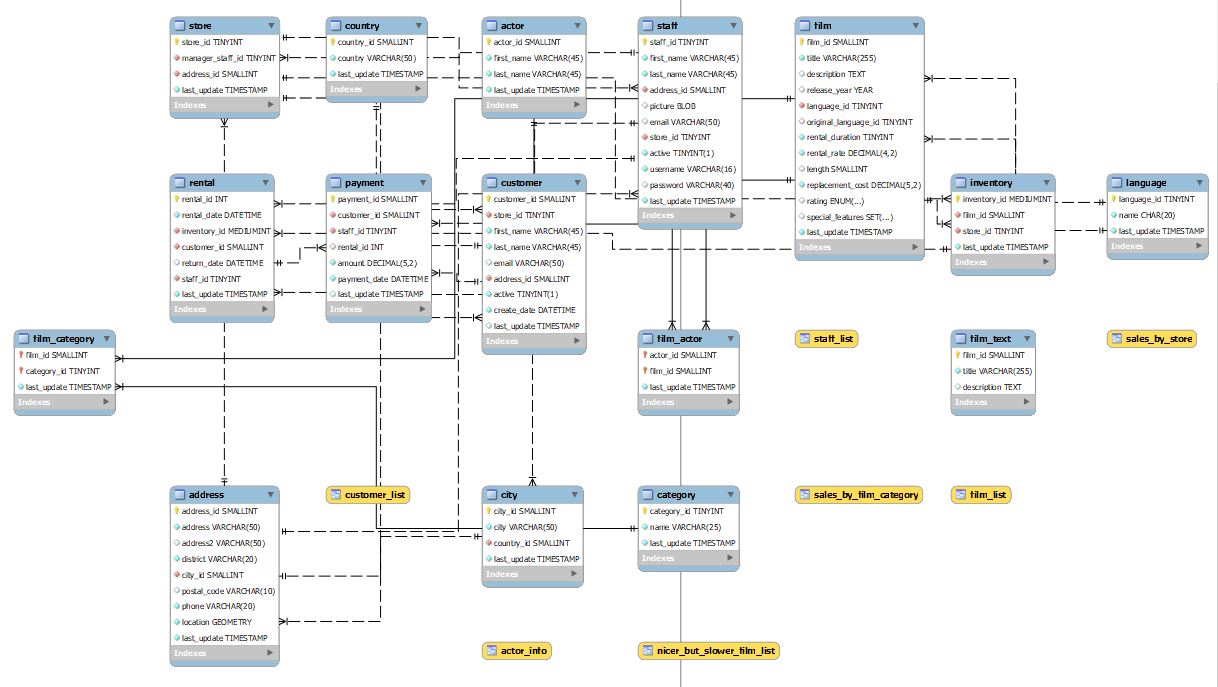 store
store_id TINYINT
manager_staff_id TINYINT
address_id SMALLINT
last_update TIMESTAMP
Indexes
country
country_id SMALLINT
country VARCHAR(50)
last_update TIMESTAMP
Indexes
actor
actor_id SMALLINT
first_name VARCHAR(45)
last_name VARCHAR(45)
last_update TIMESTAMP
Indexes
staff
staff_id TINYINT
first_name VARCHAR(45)
last_name VARCHAR(45)
address_id SMALLINT
picture BLOB
email VARCHAR(50)
store_id TINYINT
active TINYINT(1)
username VARCHAR(16)
password VARCHAR(40)
last_update TIMESTAMP
Indexes
film
film_id SMALLINT
title VARCHAR(255)
description TEXT
release_year YEAR
language_id TINYINT
original_language_id TINYINT
rental_duration TINYINT
rental_rate DECIMAL(4,2)
length SMALLINT
replacement_cost DECIMAL(5,2)
rating ENUM(...)
special_features SET(...)
last_update TIMESTAMP
Indexes
rental
rental_id INT
rental_date DATETIME
inventory_id MEDIUMINT
customer_id SMALLINT
return_date DATETIME
staff_id TINYINT
last_update TIMESTAMP
Indexes
payment
payment_id SMALLINT
customer_id SMALLINT
staff_id TINYINT
rental_id INT
amount DECIMAL(5,2)
payment_date DATETIME
last_update TIMESTAMP
Indexes
customer
customer_id SMALLINT
store_id TINYINT
first_name VARCHAR(45)
last_name VARCHAR(45)
email VARCHAR(50)
address_id SMALLINT
active TINYINT(1)
create_date DATETIME
last_update TIMESTAMP
Indexes
inventory
inventory_id MEDIUMINT
film_id SMALLINT
store_id TINYINT
last_update TIMESTAMP
Indexes
language
language_id TINYINT
name CHAR(20)
last_update TIMESTAMP
Indexes
film_category
film_id SMALLINT
category_id TINYINT
last_update TIMESTAMP
Indexes
film_actor
actor_id SMALLINT
film_id SMALLINT
last_update TIMESTAMP
Indexes
staff_list
film_text
film_id SMALLINT
title VARCHAR(255)
description TEXT
Indexes
sales_by_store
address
address_id SMALLINT
address VARCHAR(50)
address2 VARCHAR(50)
district VARCHAR(20)
city_id SMALLINT
postal_code VARCHAR(10)
phone VARCHAR(20)
location GEOMETRY
last_update TIMESTAMP
Indexes
customer_list
city
city_id SMALLINT
city VARCHAR(50)
country_id SMALLINT
last_update TIMESTAMP
Indexes
category
category_id TINYINT
name VARCHAR(25)
last_update TIMESTAMP
Indexes
sales_by_film_category
film_list
actor_info
nicer_but_slower_film_list